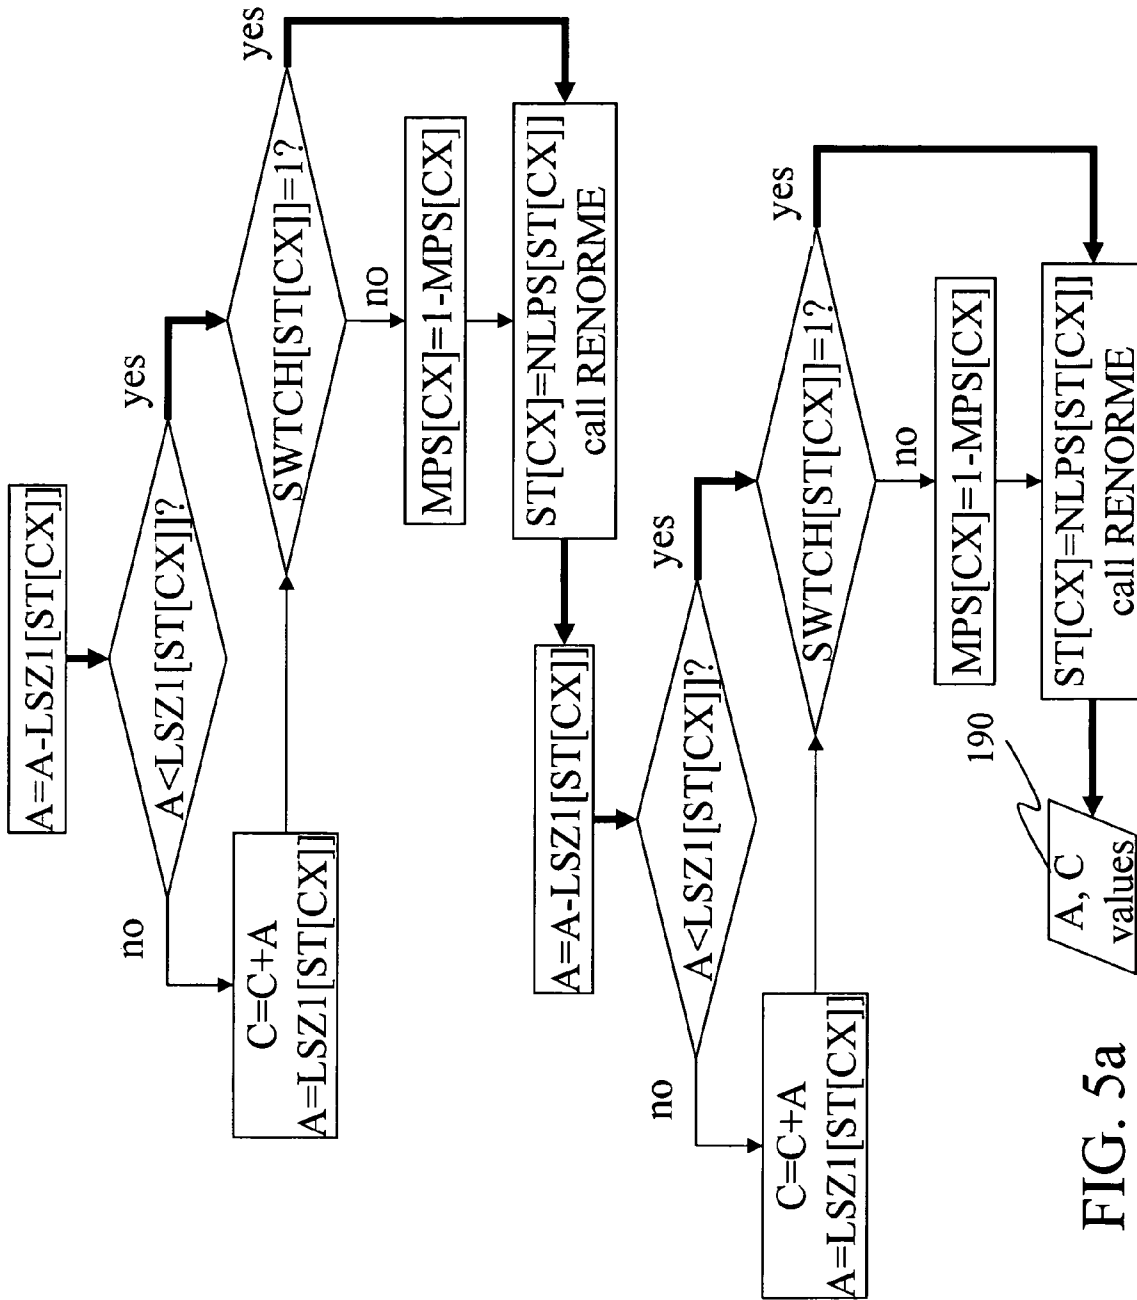 A=A-LSZ1[ST[CX]]
A<LSZ1[ST[CX]]?
no
yes
C=C+A
A=LSZ1[ST[CX]]
SWTCH[ST[CX]]=1?
yes
no
MPS[CX]=1-MPS[CX]
ST[CX]=NLPS[ST[CX]]
call RENORME
A=A-LSZ1[ST[CX]]
A<LSZ1[ST[CX]]?
no
yes
C=C+A
A=LSZ1[ST[CX]]
SWTCH[ST[CX]]=1?
yes
no
MPS[CX]=1-MPS[CX]
ST[CX]=NLPS[ST[CX]]
call RENORME
190
A, C
values
FIG. 5a